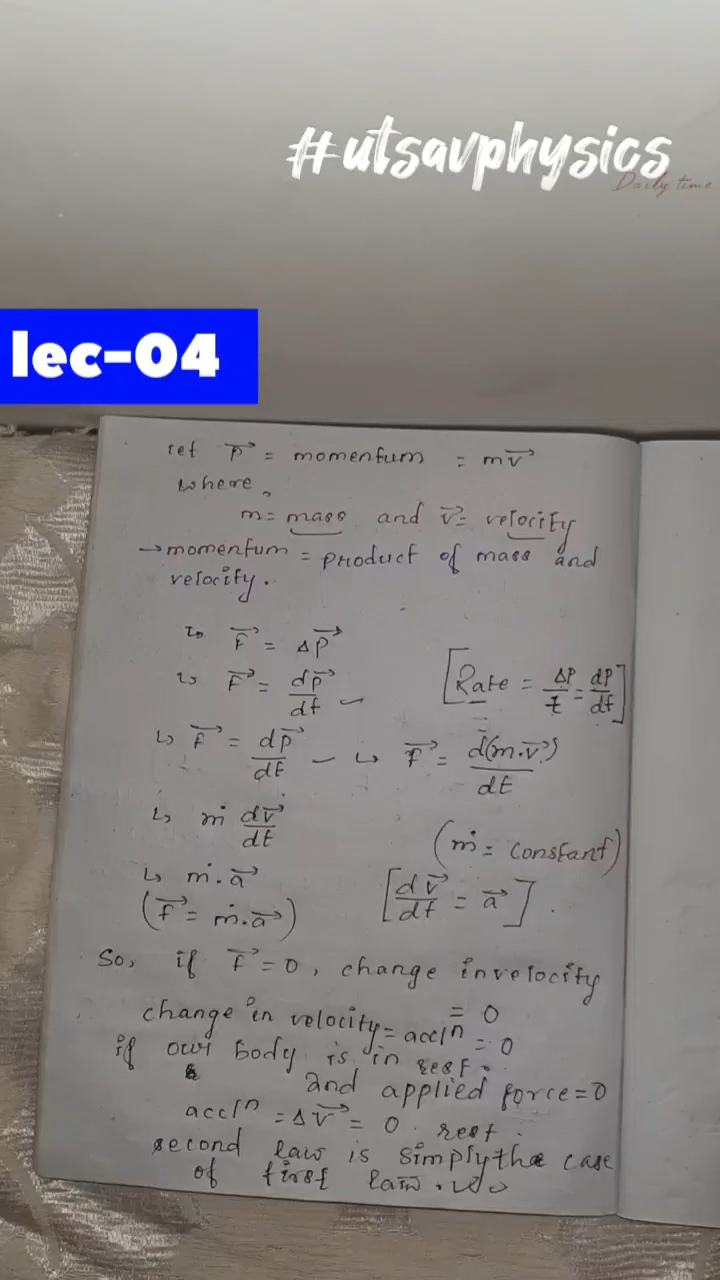 #utsavphysics
Daily time
lec-04
let p⃗ = momentum = mv⃗
where,
m = mass and v⃗ = velocity
→ momentum = product of mass and
velocity.
↳ F⃗ = Δp⃗
↳ F⃗ = dp⃗/dt [Rate = Δp/t = dp/dt]
↳ F⃗ = dp⃗/dt ↳ F⃗ = d(m.v⃗)/dt
↳ m dv⃗/dt (m = constant)
↳ m.a⃗ [dv⃗/dt = a⃗].
(F⃗ = m.a⃗)
So, if F⃗ = 0, change in velocity
= 0
change in velocity = accln = 0
if our body is in rest.
and applied force = 0
accln = Δv⃗ = 0. rest.
second law is simply the case
of first law.